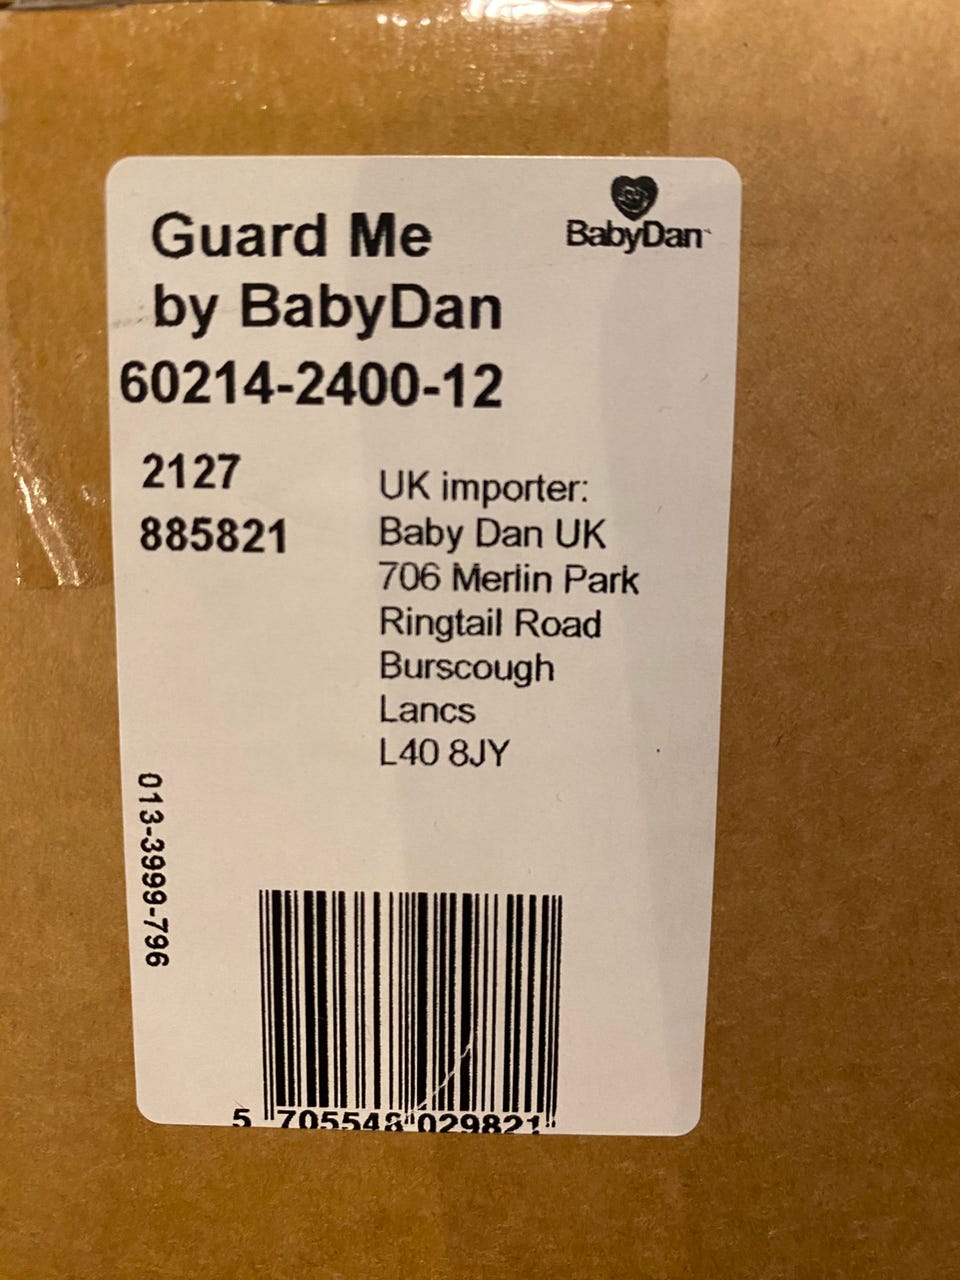 BabyDan
Guard Me
by BabyDan
60214-2400-12
2127
885821
UK importer:
Baby Dan UK
706 Merlin Park
Ringtail Road
Burscough
Lancs
L40 8JY
013-3999-796
5 705548 029821